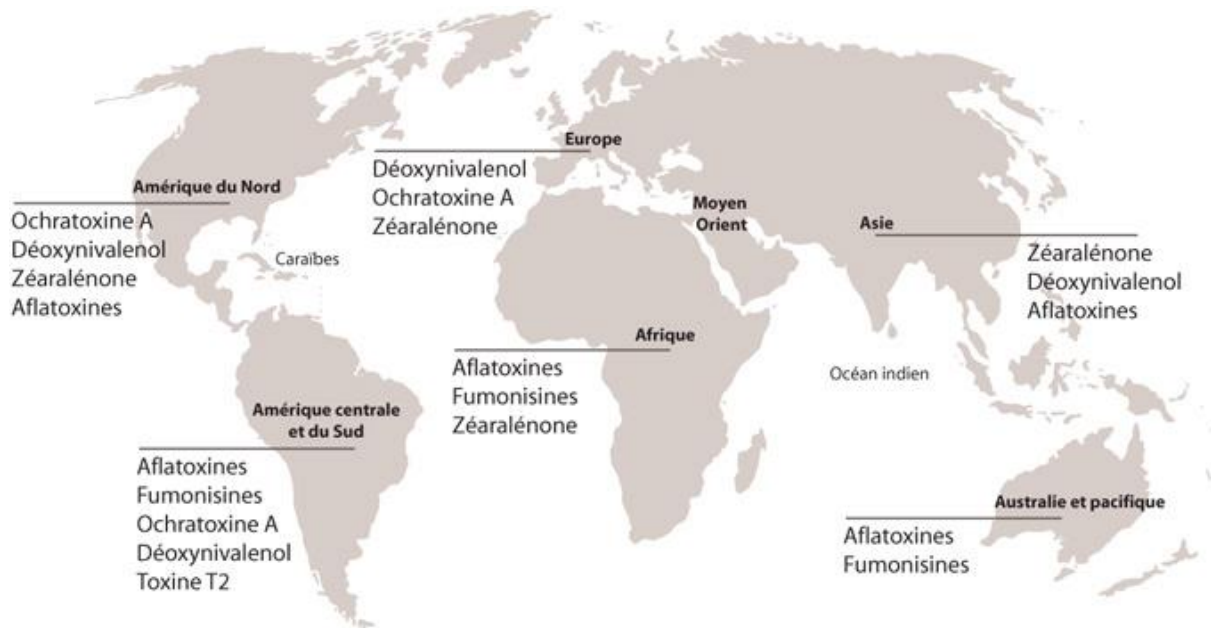 Amérique du Nord
Ochratoxine A
Déoxynivalenol
Zéaralénone
Aflatoxines
Caraïbes
Europe
Déoxynivalenol
Ochratoxine A
Zéaralénone
Moyen
Orient
Asie
Zéaralénone
Déoxynivalenol
Aflatoxines
Afrique
Aflatoxines
Fumonisines
Zéaralénone
Océan indien
Amérique centrale
et du Sud
Aflatoxines
Fumonisines
Ochratoxine A
Déoxynivalenol
Toxine T2
Australie et pacifique
Aflatoxines
Fumonisines